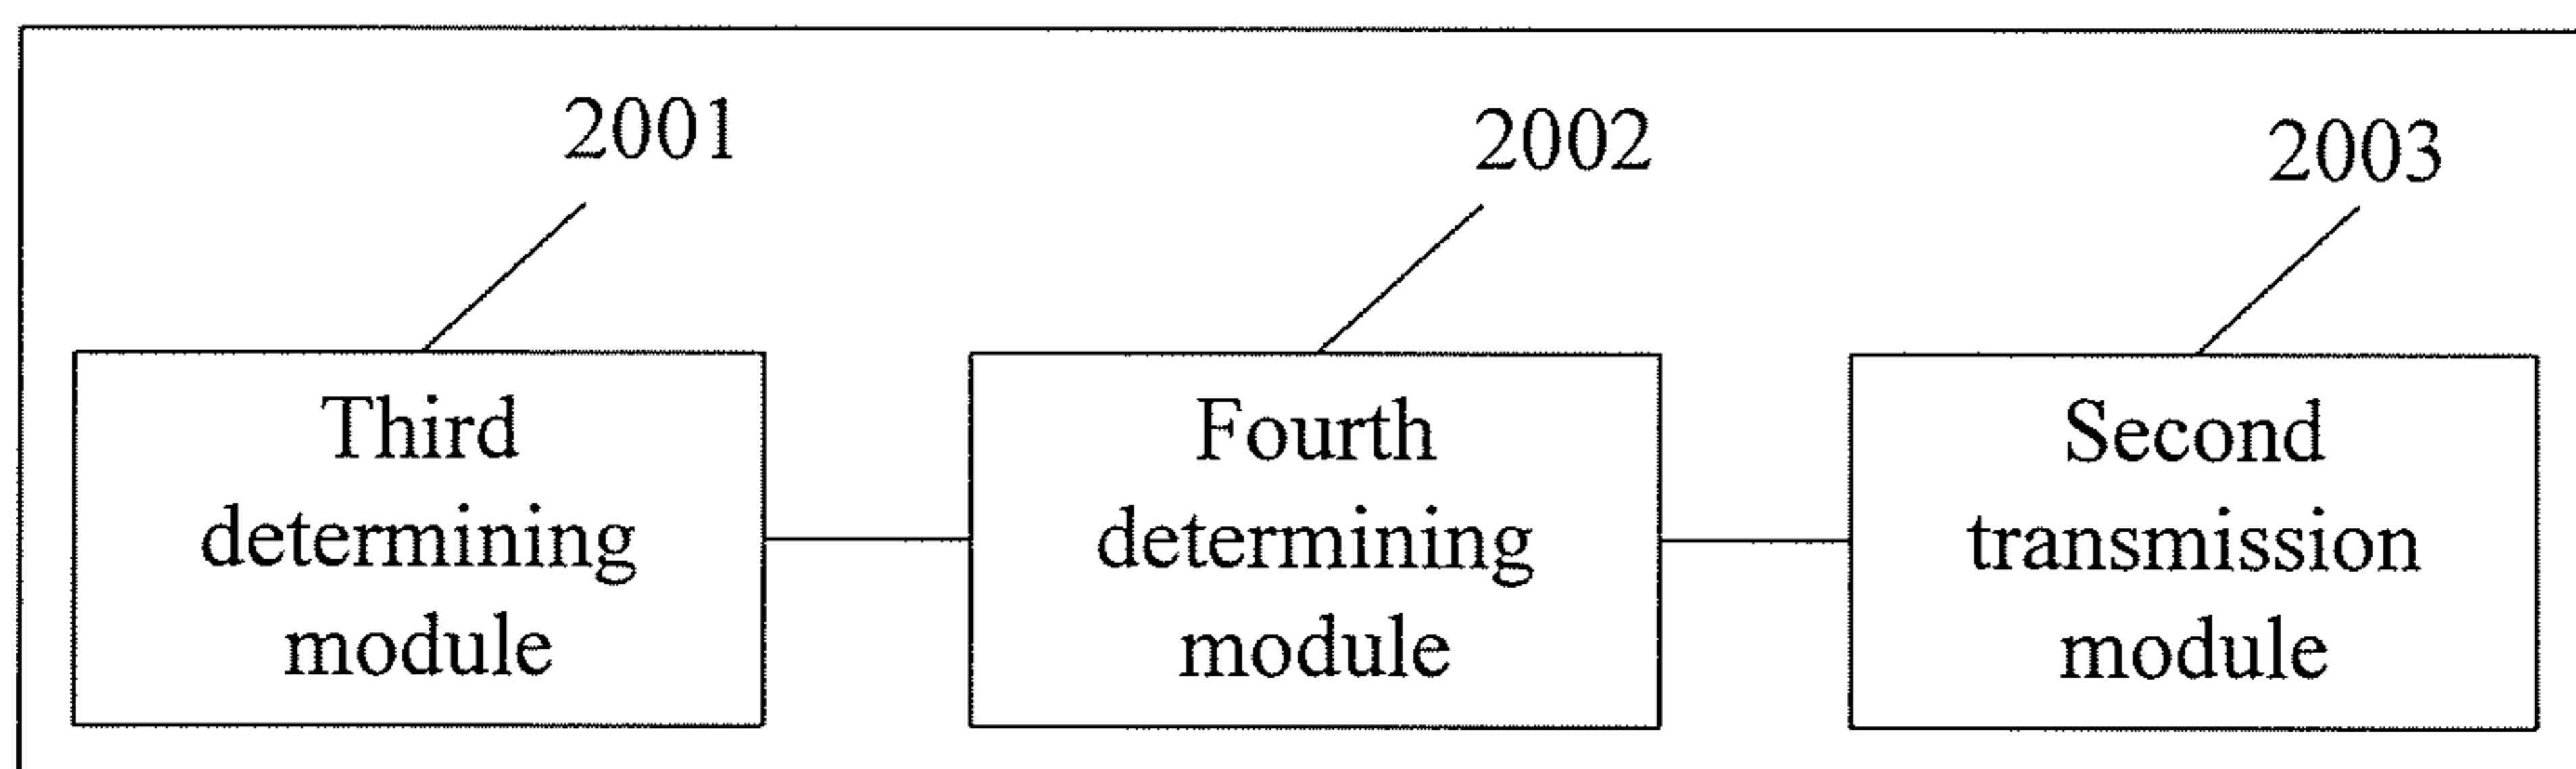 2001
2002
2003
Third
determining
module
Fourth
determining
module
Second
transmission
module